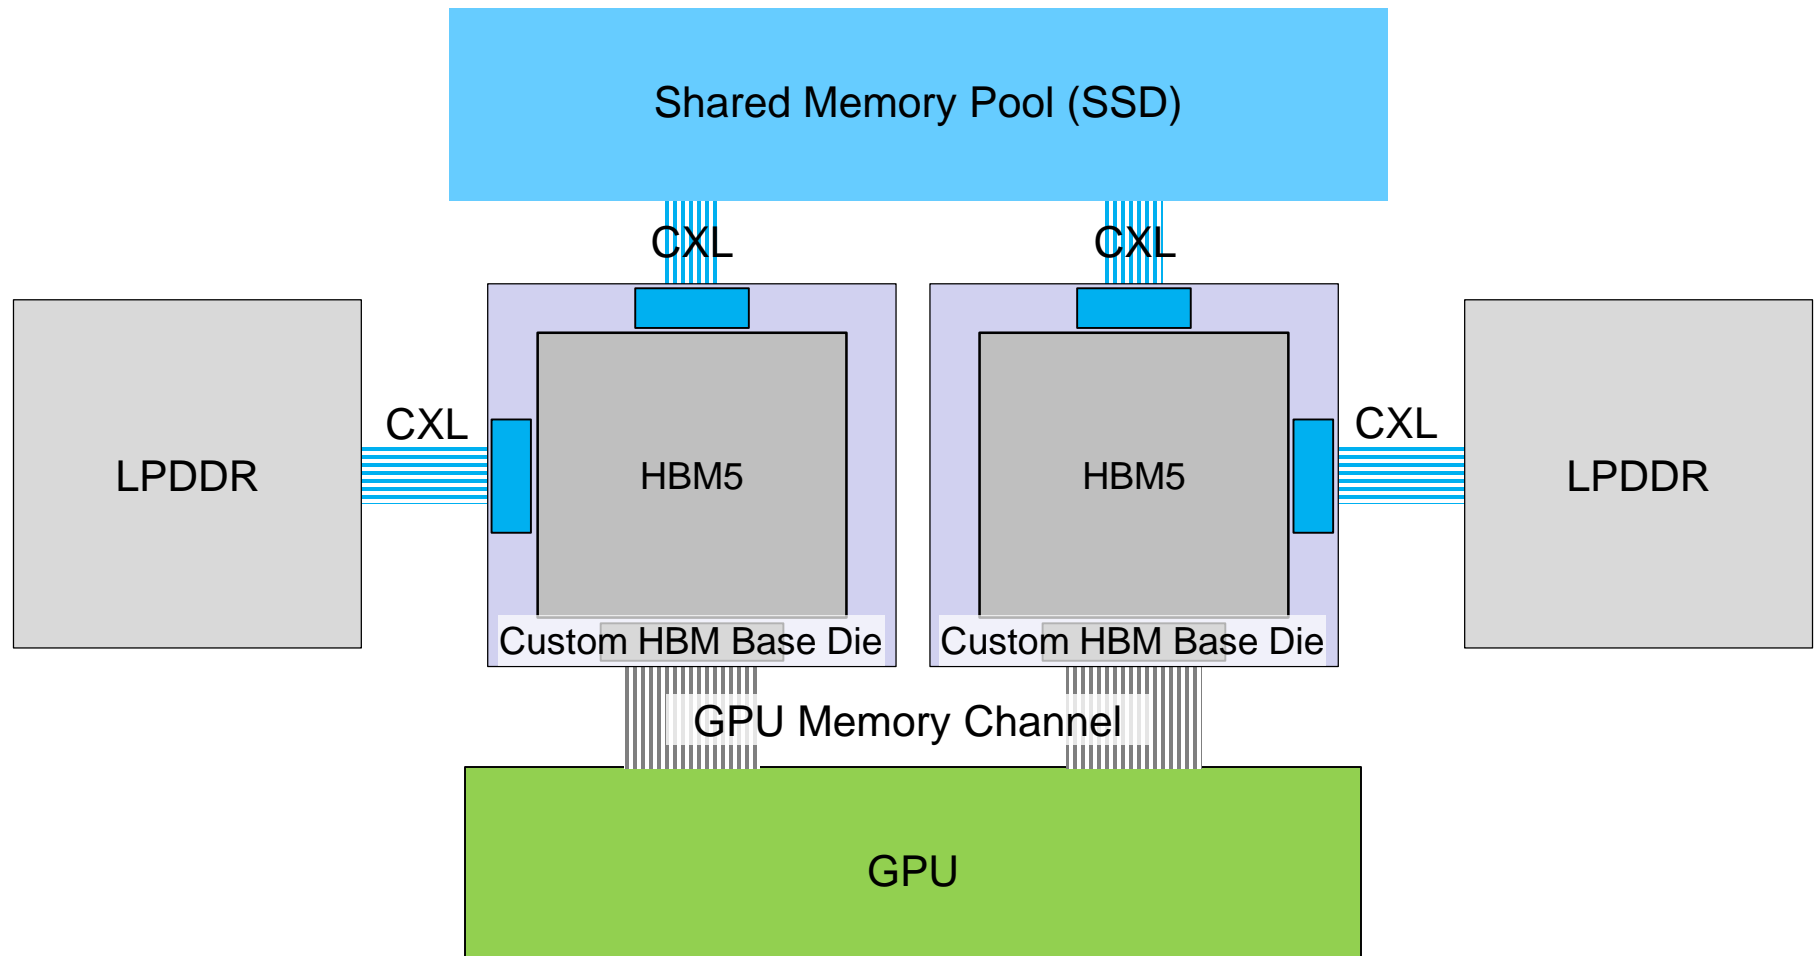 Shared Memory Pool (SSD)
CXL
CXL
CXL
CXL
LPDDR
HBM5
HBM5
LPDDR
Custom HBM Base Die
Custom HBM Base Die
GPU Memory Channel
GPU